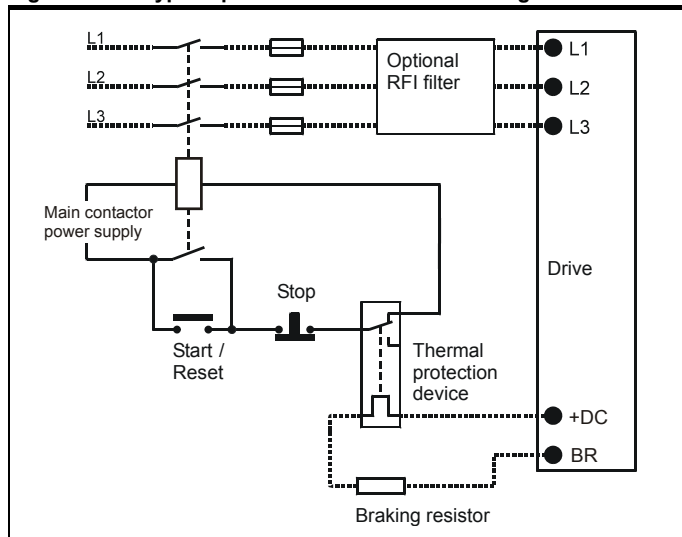 L1
L2
L3
Optional
RFI filter
L1
L2
L3
Main contactor
power supply
Drive
Stop
Start /
Reset
Thermal
protection
device
+DC
BR
Braking resistor